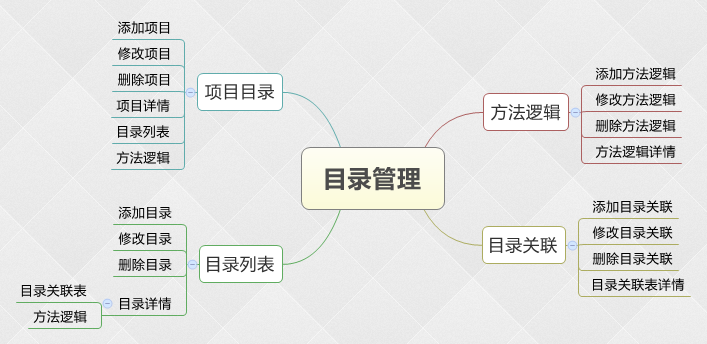 目录管理
项目目录
添加项目
修改项目
删除项目
项目详情
目录列表
方法逻辑
目录列表
添加目录
修改目录
删除目录
目录详情
目录关联表
方法逻辑
方法逻辑
添加方法逻辑
修改方法逻辑
删除方法逻辑
方法逻辑详情
目录关联
添加目录关联
修改目录关联
删除目录关联
目录关联表详情